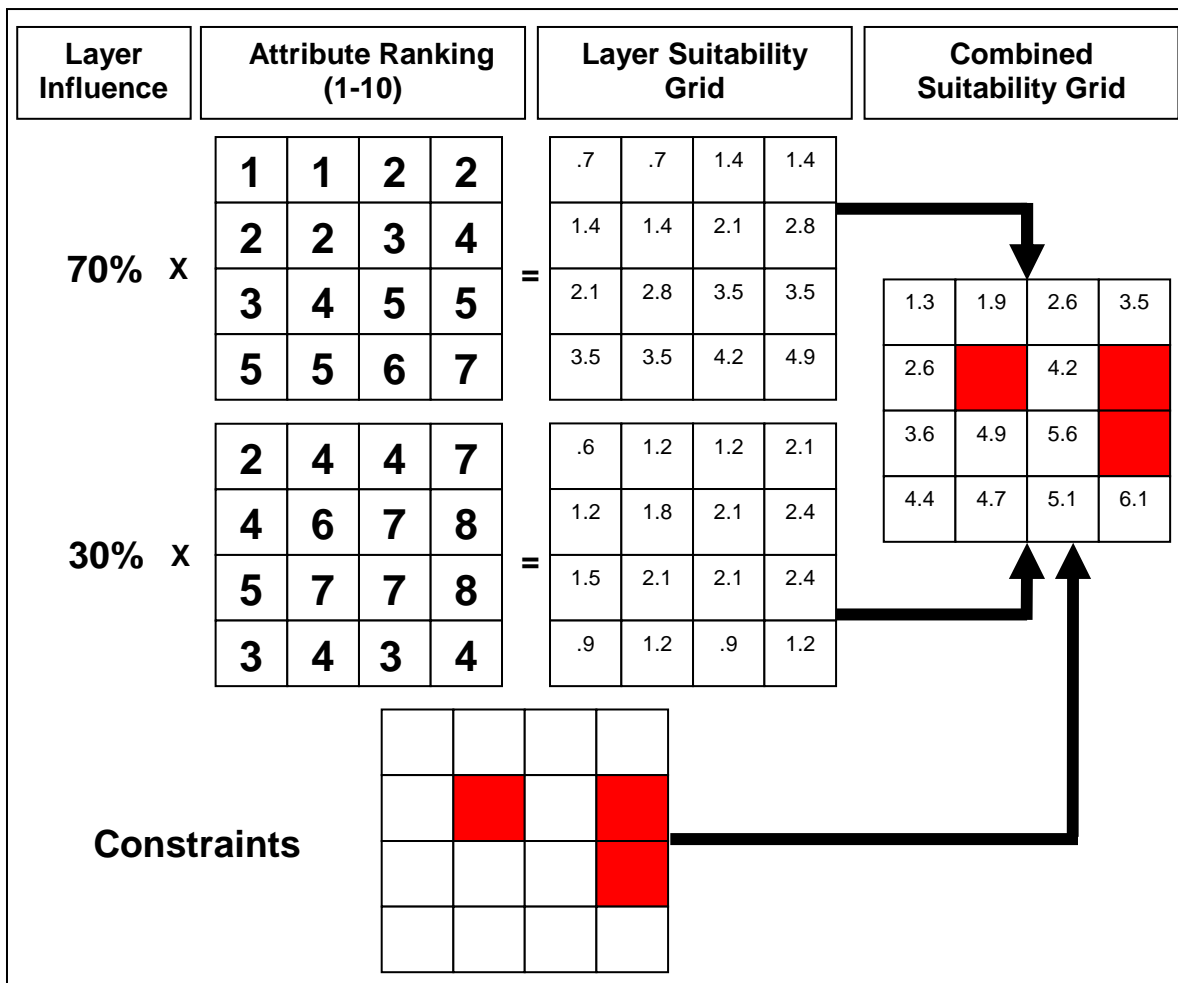 Layer Influence
Attribute Ranking (1-10)
Layer Suitability Grid
Combined Suitability Grid
70% X
1 1 2 2
2 2 3 4
3 4 5 5
5 5 6 7
=
.7 .7 1.4 1.4
1.4 1.4 2.1 2.8
2.1 2.8 3.5 3.5
3.5 3.5 4.2 4.9
30% X
2 4 4 7
4 6 7 8
5 7 7 8
3 4 3 4
=
.6 1.2 1.2 2.1
1.2 1.8 2.1 2.4
1.5 2.1 2.1 2.4
.9 1.2 .9 1.2
1.3 1.9 2.6 3.5
2.6 4.2
3.6 4.9 5.6
4.4 4.7 5.1 6.1
Constraints